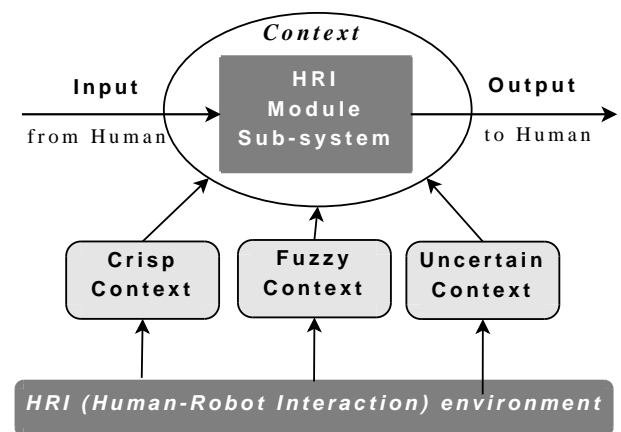 Context
Input
from Human
HRI
Module
Sub-system
Output
to Human
Crisp
Context
Fuzzy
Context
Uncertain
Context
HRI (Human-Robot Interaction) environment